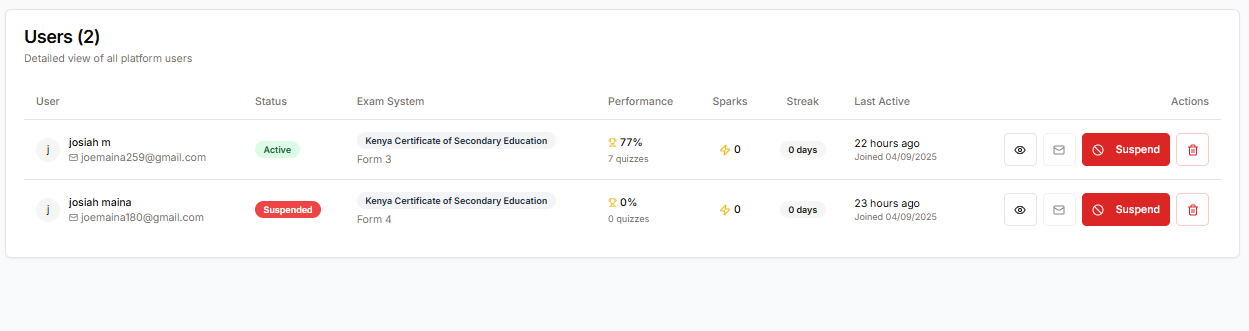 Users (2)
Detailed view of all platform users
User Status Exam System Performance Sparks Streak Last Active Actions
j josiah m Active Kenya Certificate of Secondary Education 77% 0 0 days 22 hours ago Suspend
joemaina259@gmail.com Form 3 7 quizzes Joined 04/09/2025
j josiah maina Suspended Kenya Certificate of Secondary Education 0% 0 0 days 23 hours ago Suspend
joemaina180@gmail.com Form 4 0 quizzes Joined 04/09/2025